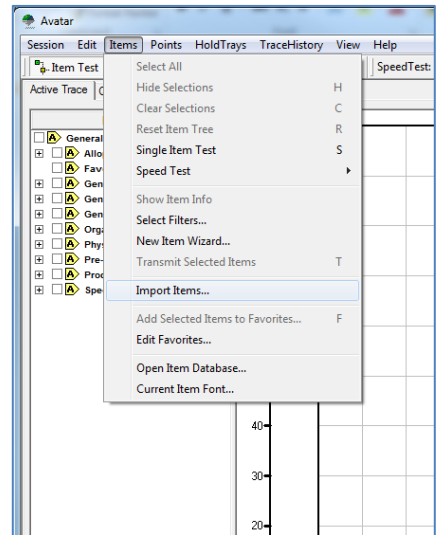 Avatar
Session Edit Items Points HoldTrays TraceHistory View Help
Item Test
SpeedTest:
Active Trace
General
Allo
Fav
Gen
Gen
Gen
Orga
Phys
Pre-
Prod
Spe
Select All
Hide Selections H
Clear Selections C
Reset Item Tree R
Single Item Test S
Speed Test
Show Item Info
Select Filters...
New Item Wizard...
Transmit Selected Items T
Import Items...
Add Selected Items to Favorites... F
Edit Favorites...
Open Item Database...
Current Item Font...
40
30
20